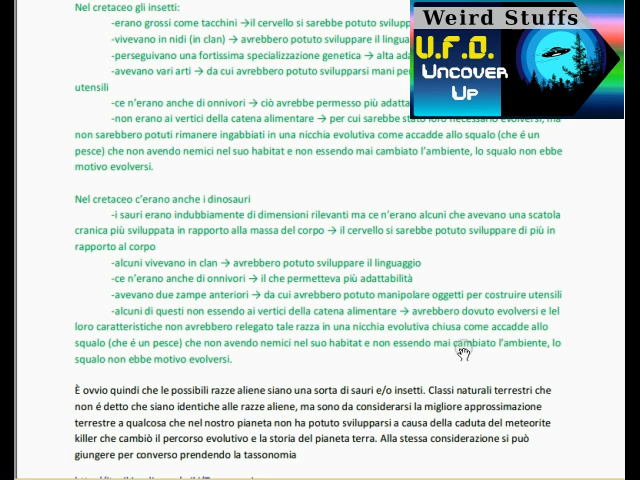 Nel cretaceo gli insetti:
-erano grossi come tacchini → il cervello si sarebbe potuto svilupp
-vivevano in nidi (in clan) → avrebbero potuto sviluppare il lingua
-perseguivano una fortissima specializzazione genetica → alta ada
-avevano vari arti → da cui avrebbero potuto svilupparsi mani per
utensili
-ce n'erano anche di onnivori → ciò avrebbe permesso più adattab
-non erano ai vertici della catena alimentare → per cui sarebbe stato loro necessario evolversi, ma
non sarebbero potuti rimanere ingabbiati in una nicchia evolutiva come accadde allo squalo (che é un
pesce) che non avendo nemici nel suo habitat e non essendo mai cambiato l'ambiente, lo squalo non ebbe
motivo evolversi.
Nel cretaceo c'erano anche i dinosauri
-i sauri erano indubbiamente di dimensioni rilevanti ma ce n'erano alcuni che avevano una scatola
cranica più sviluppata in rapporto alla massa del corpo → il cervello si sarebbe potuto sviluppare di più in
rapporto al corpo
-alcuni vivevano in clan → avrebbero potuto sviluppare il linguaggio
-ce n'erano anche di onnivori → il che permetteva più adattabilità
-avevano due zampe anteriori → da cui avrebbero potuto manipolare oggetti per costruire utensili
-alcuni di questi non essendo ai vertici della catena alimentare → avrebbero dovuto evolversi e lel
loro caratteristiche non avrebbero relegato tale razza in una nicchia evolutiva chiusa come accadde allo
squalo (che é un pesce) che non avendo nemici nel suo habitat e non essendo mai cambiato l'ambiente, lo
squalo non ebbe motivo evolversi.
È ovvio quindi che le possibili razze aliene siano una sorta di sauri e/o insetti. Classi naturali terrestri che
non é detto che siano identiche alle razze aliene, ma sono da considerarsi la migliore approssimazione
terrestre a qualcosa che nel nostro pianeta non ha potuto svilupparsi a causa della caduta del meteorite
killer che cambiò il percorso evolutivo e la storia del pianeta terra. Alla stessa considerazione si può
giungere per converso prendendo la tassonomia
Weird Stuffs
U.F.O.
Uncover
Up